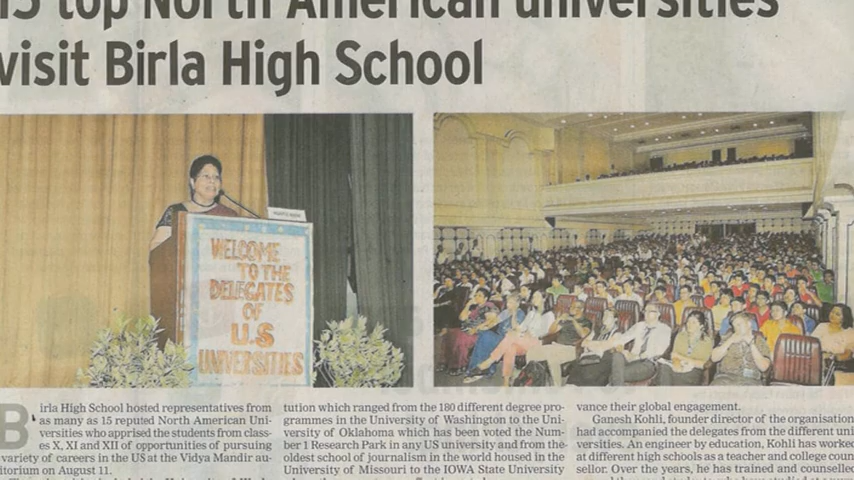 15 top North American universities
visit Birla High School
WELCOME
TO THE
DELEGATES
OF
U.S
UNIVERSITIES
Birla High School hosted representatives from
as many as 15 reputed North American Uni-
versities who apprised the students from class-
es X, XI and XII of opportunities of pursuing
variety of careers in the US at the Vidya Mandir au-
itorium on August 11.
tution which ranged from the 180 different degree pro-
grammes in the University of Washington to the Uni-
versity of Oklahoma which has been voted the Num-
ber 1 Research Park in any US university and from the
oldest school of journalism in the world housed in the
University of Missouri to the IOWA State University
vance their global engagement.
Ganesh Kohli, founder director of the organisation
had accompanied the delegates from the different uni
versities. An engineer by education, Kohli has worked
at different high schools as a teacher and college coun
sellor. Over the years, he has trained and counselled